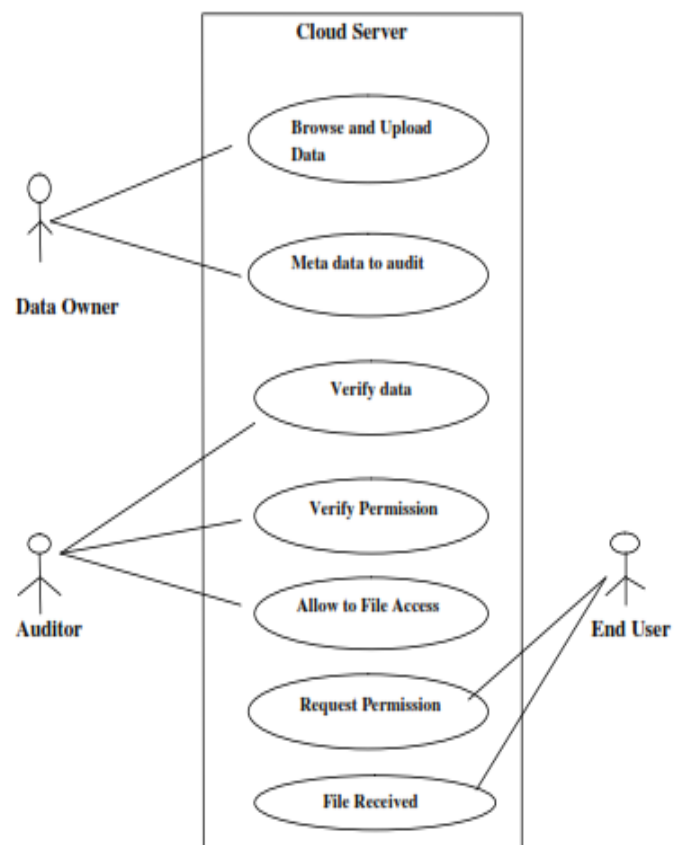 Cloud Server
Browse and Upload
Data
Meta data to audit
Data Owner
Verify data
Verify Permission
Allow to File Access
Auditor
End User
Request Permission
File Received